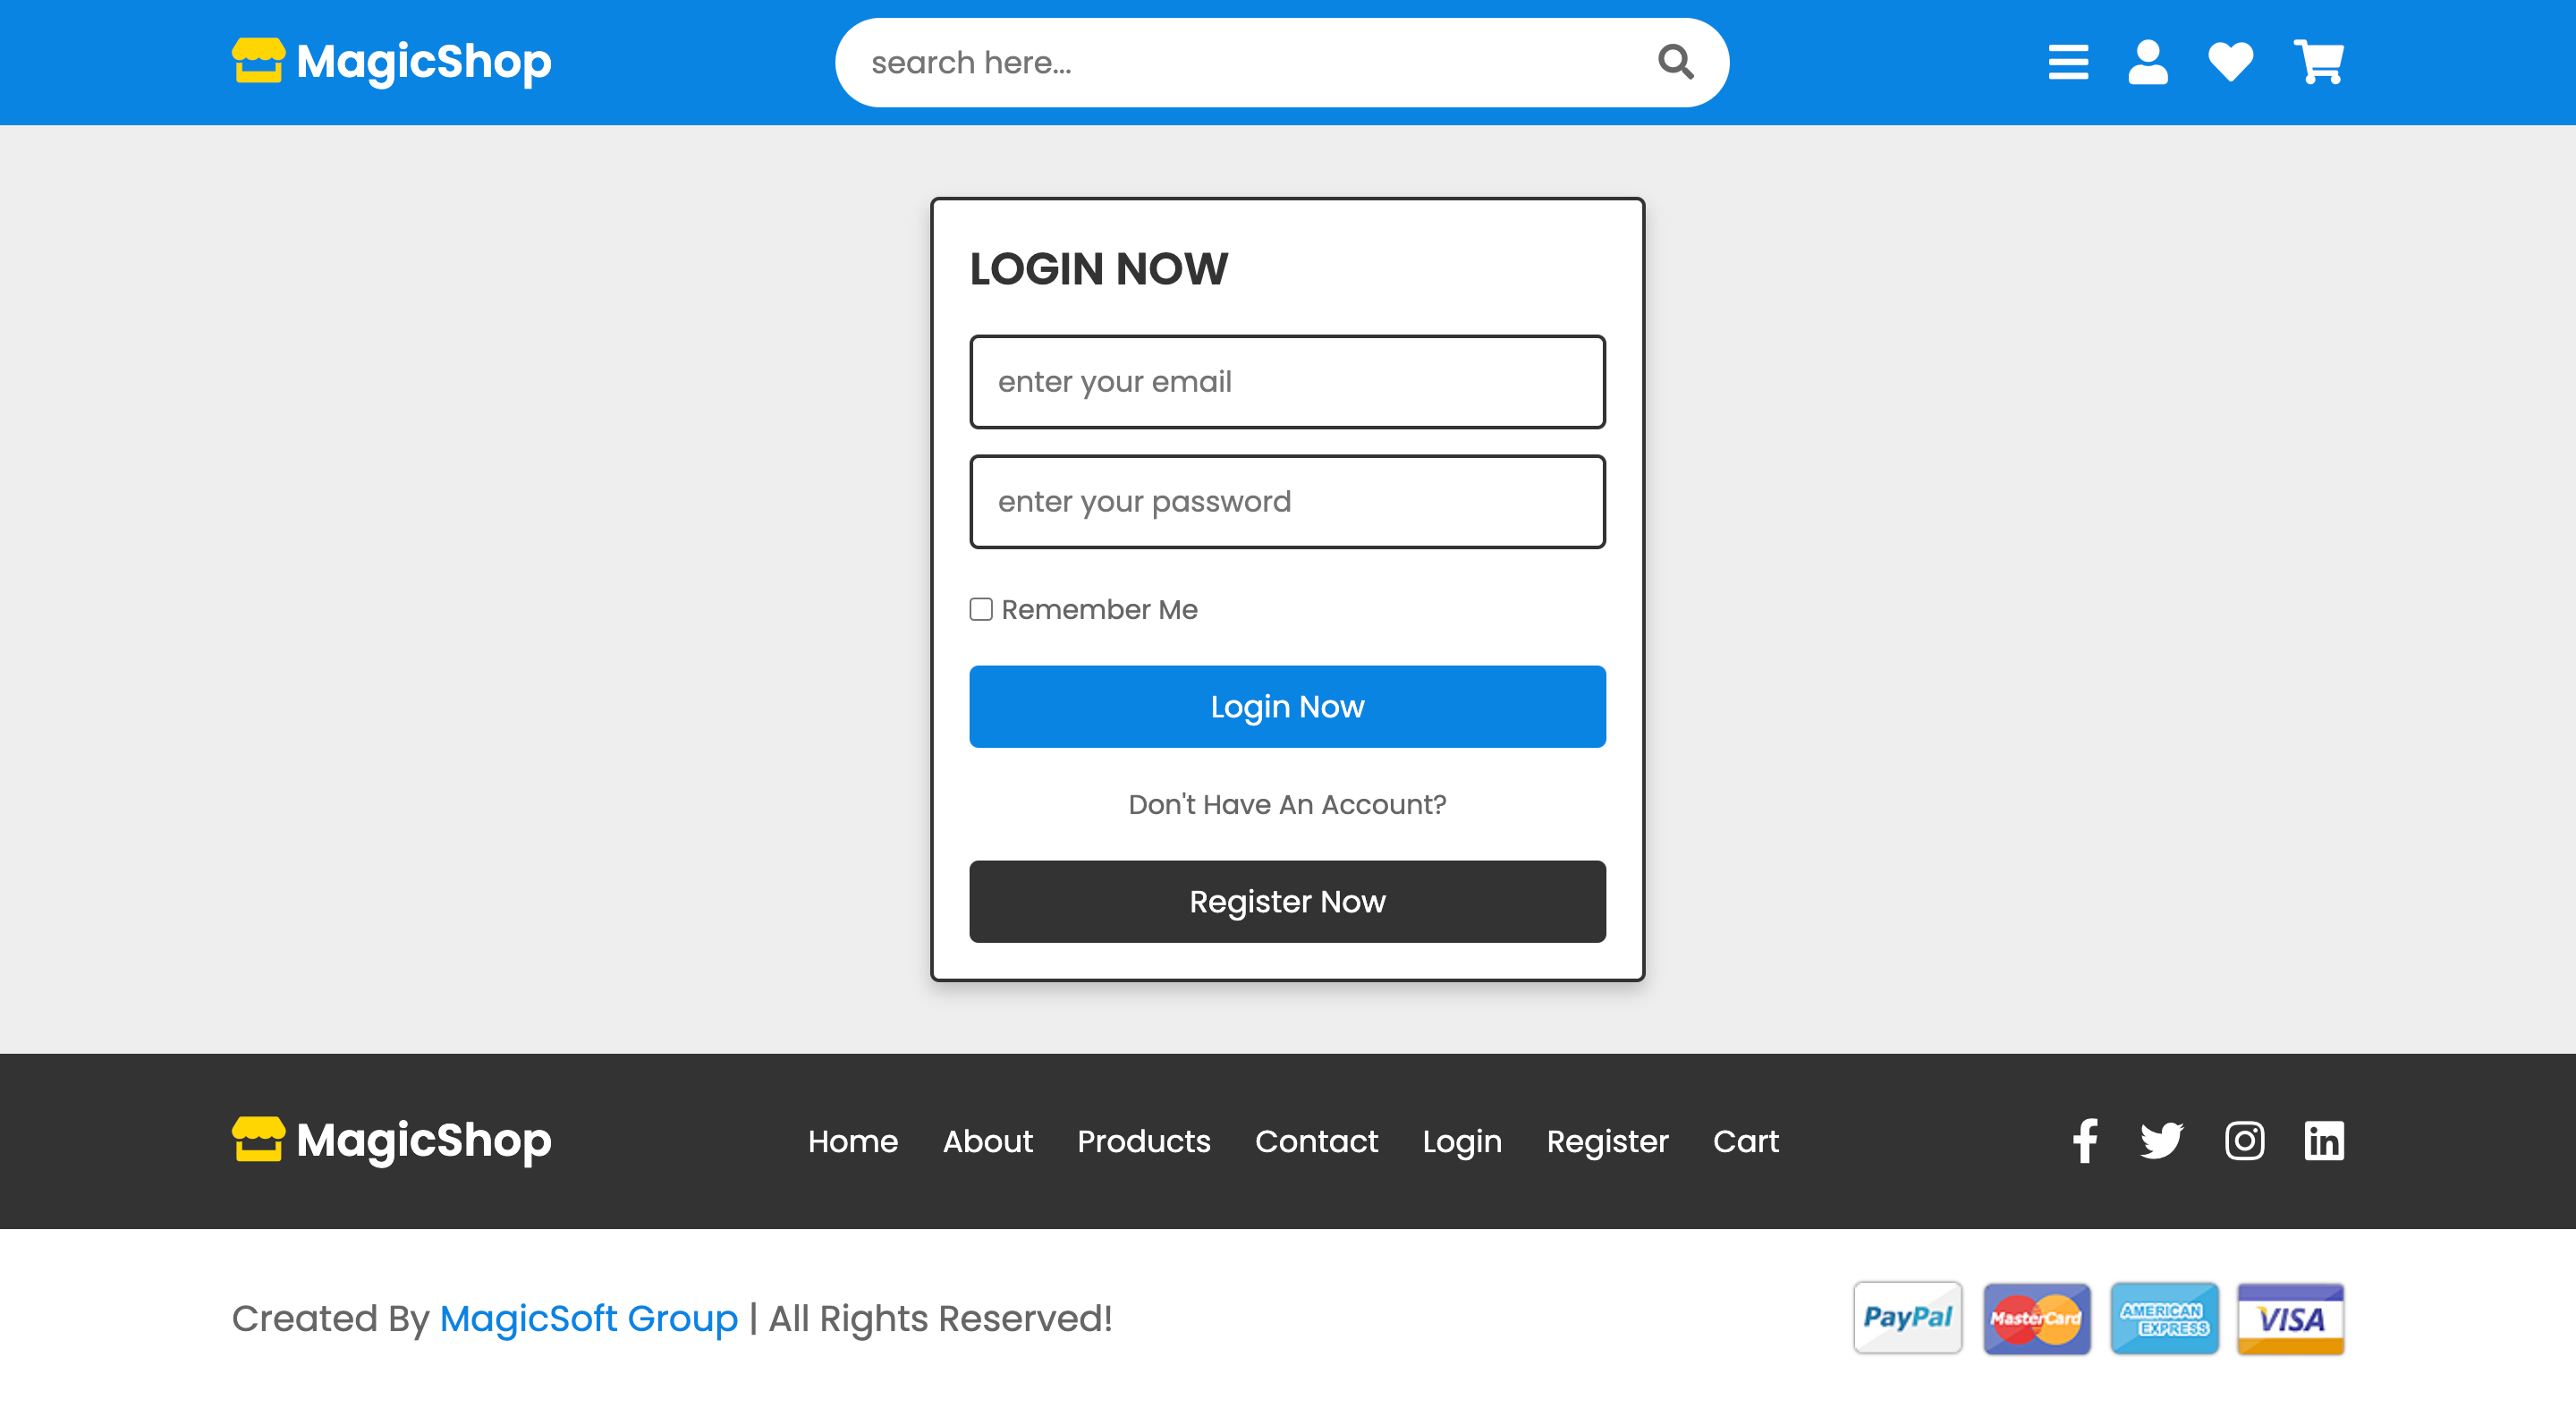 MagicShop
search here...
LOGIN NOW
enter your email
enter your password
Remember Me
Login Now
Don't Have An Account?
Register Now
MagicShop
Home About Products Contact Login Register Cart
Created By MagicSoft Group | All Rights Reserved!
PayPal MasterCard AMERICAN EXPRESS VISA